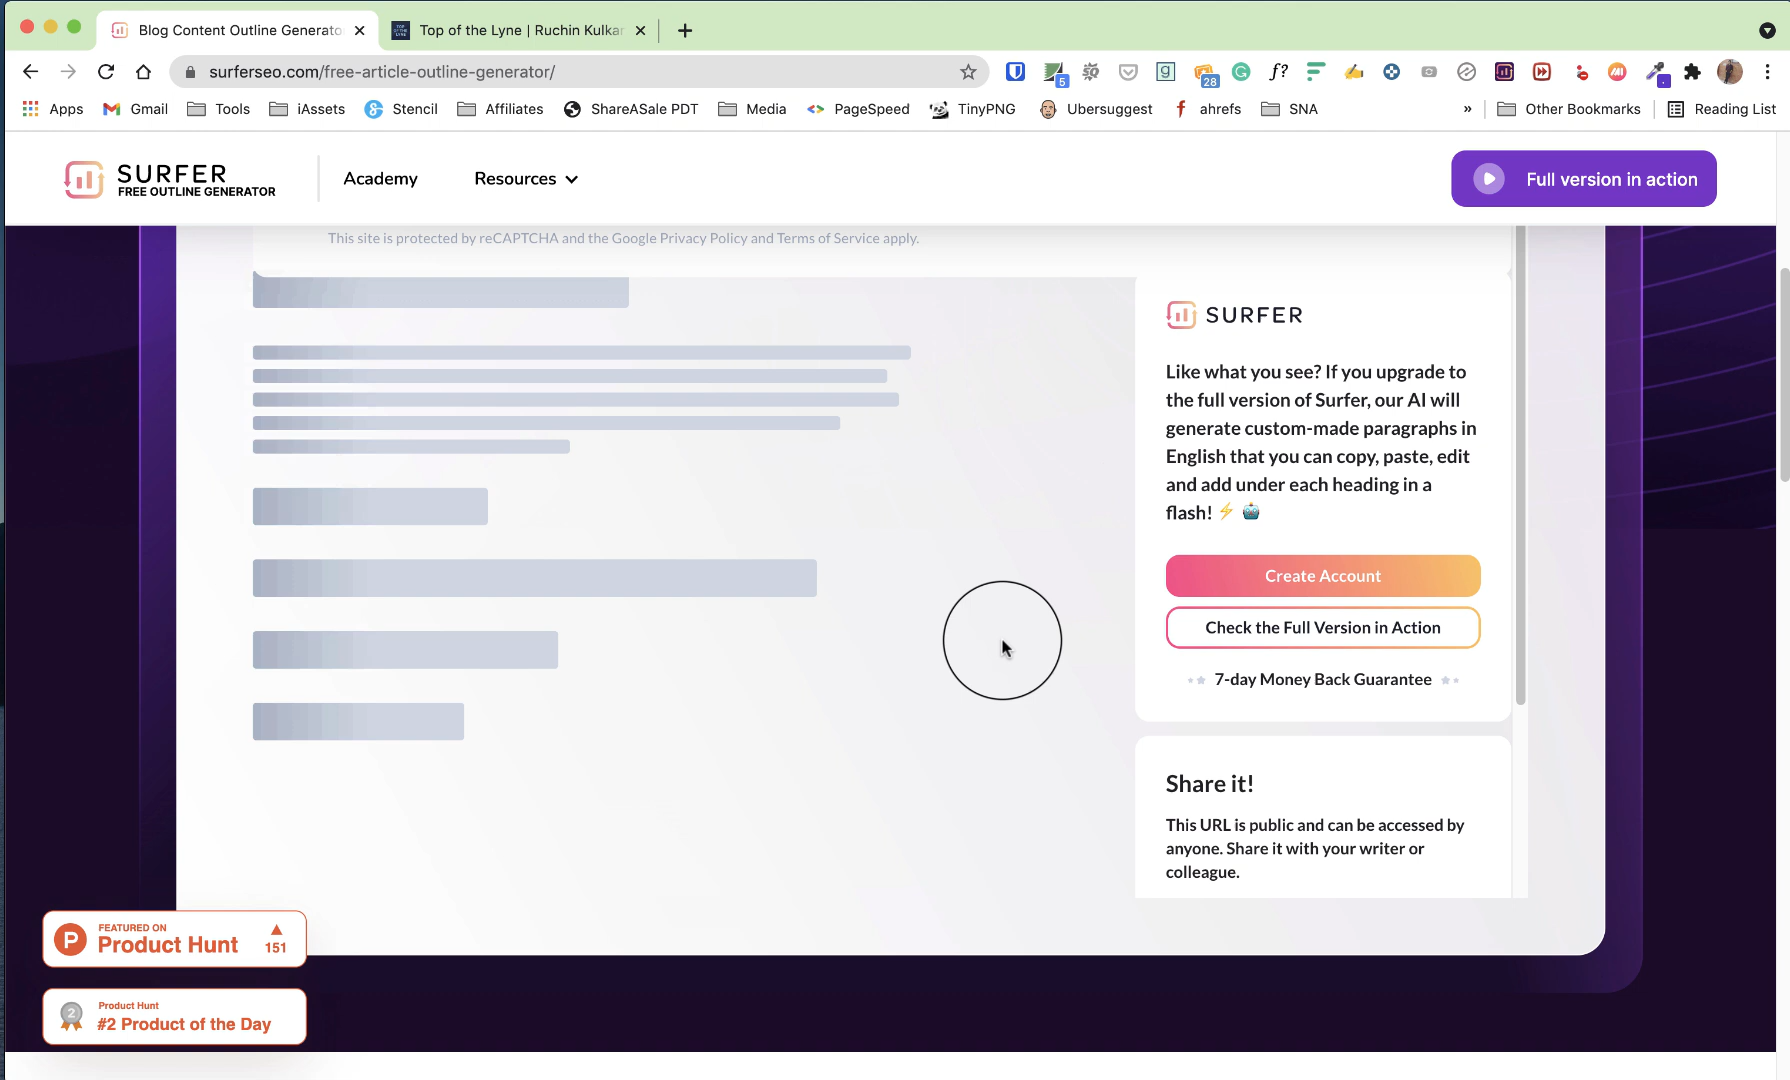 Blog Content Outline Generato
Top of the Lyne | Ruchin Kulkar
surferseo.com/free-article-outline-generator/
5
28
f?
Apps
Gmail
Tools
iAssets
Stencil
Affiliates
ShareASale PDT
Media
PageSpeed
TinyPNG
Ubersuggest
ahrefs
SNA
»
Other Bookmarks
Reading List
SURFER
FREE OUTLINE GENERATOR
Academy
Resources
Full version in action
This site is protected by reCAPTCHA and the Google Privacy Policy and Terms of Service apply.
SURFER
Like what you see? If you upgrade to
the full version of Surfer, our AI will
generate custom-made paragraphs in
English that you can copy, paste, edit
and add under each heading in a
flash! ⚡ 🤖
Create Account
Check the Full Version in Action
7-day Money Back Guarantee
Share it!
This URL is public and can be accessed by
anyone. Share it with your writer or
colleague.
P
FEATURED ON
Product Hunt
▲
151
2
Product Hunt
#2 Product of the Day